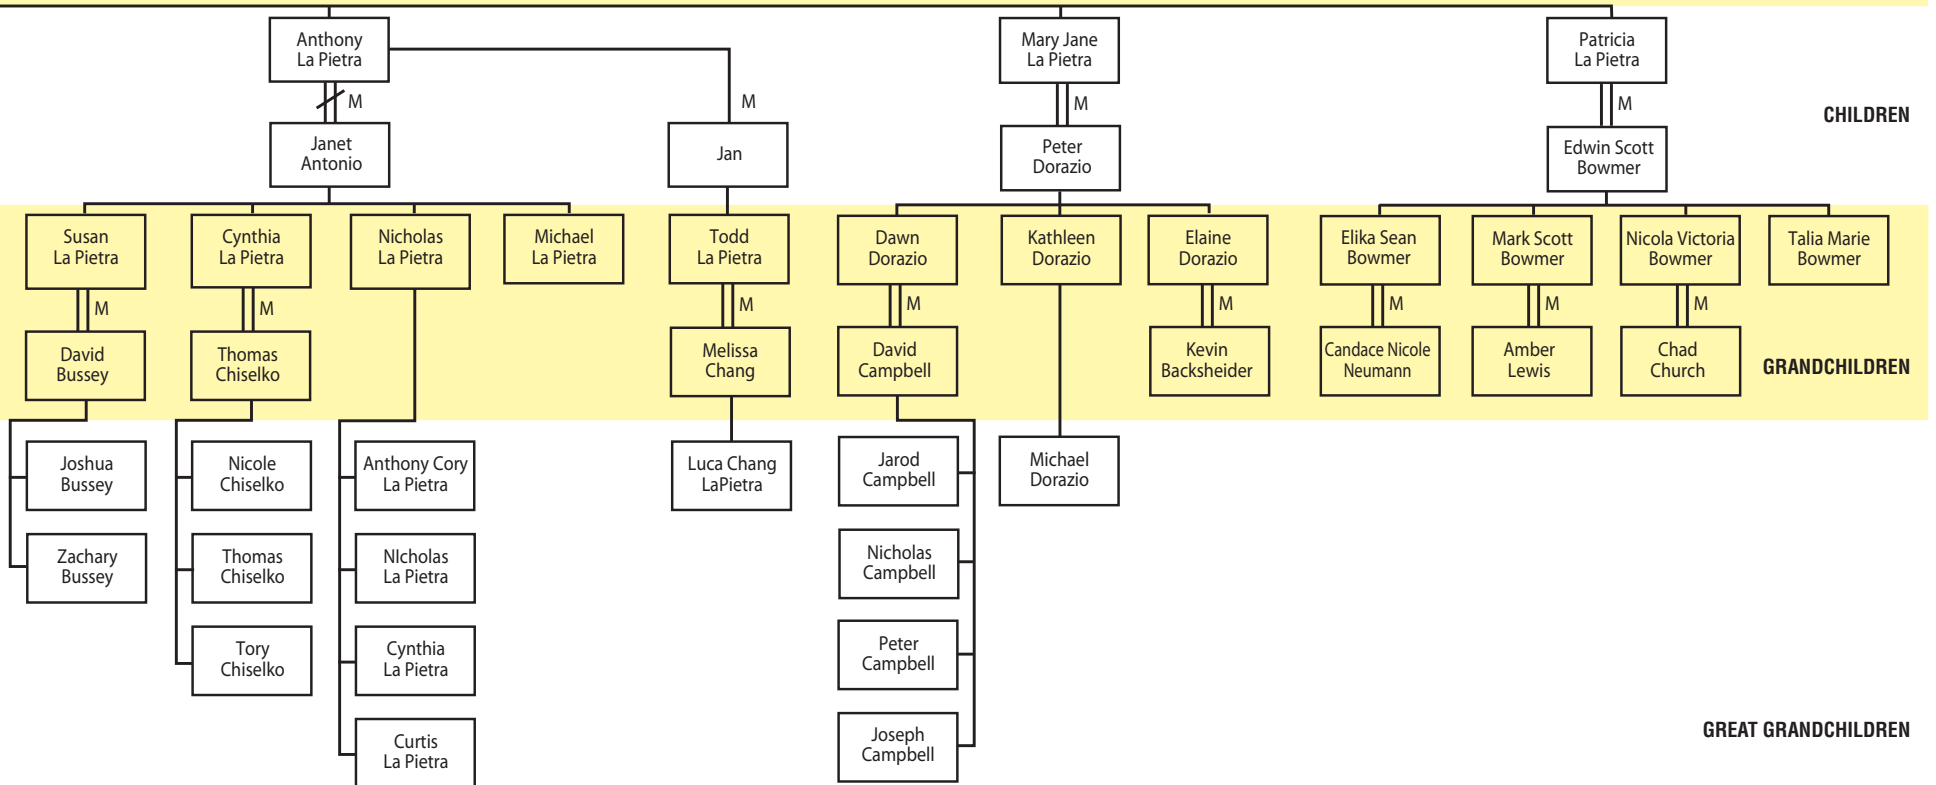 Anthony
La Pietra
Mary Jane
La Pietra
Patricia
La Pietra
M
M
M
M
CHILDREN
Janet
Antonio
Jan
Peter
Dorazio
Edwin Scott
Bowmer
Susan
La Pietra
Cynthia
La Pietra
Nicholas
La Pietra
Michael
La Pietra
Todd
La Pietra
Dawn
Dorazio
Kathleen
Dorazio
Elaine
Dorazio
Elika Sean
Bowmer
Mark Scott
Bowmer
Nicola Victoria
Bowmer
Talia Marie
Bowmer
M
M
M
M
M
M
M
M
David
Bussey
Thomas
Chiselko
Melissa
Chang
David
Campbell
Kevin
Backsheider
Candace Nicole
Neumann
Amber
Lewis
Chad
Church
GRANDCHILDREN
Joshua
Bussey
Nicole
Chiselko
Anthony Cory
La Pietra
Luca Chang
LaPietra
Jarod
Campbell
Michael
Dorazio
Zachary
Bussey
Thomas
Chiselko
NIcholas
La Pietra
Nicholas
Campbell
Tory
Chiselko
Cynthia
La Pietra
Peter
Campbell
Curtis
La Pietra
Joseph
Campbell
GREAT GRANDCHILDREN